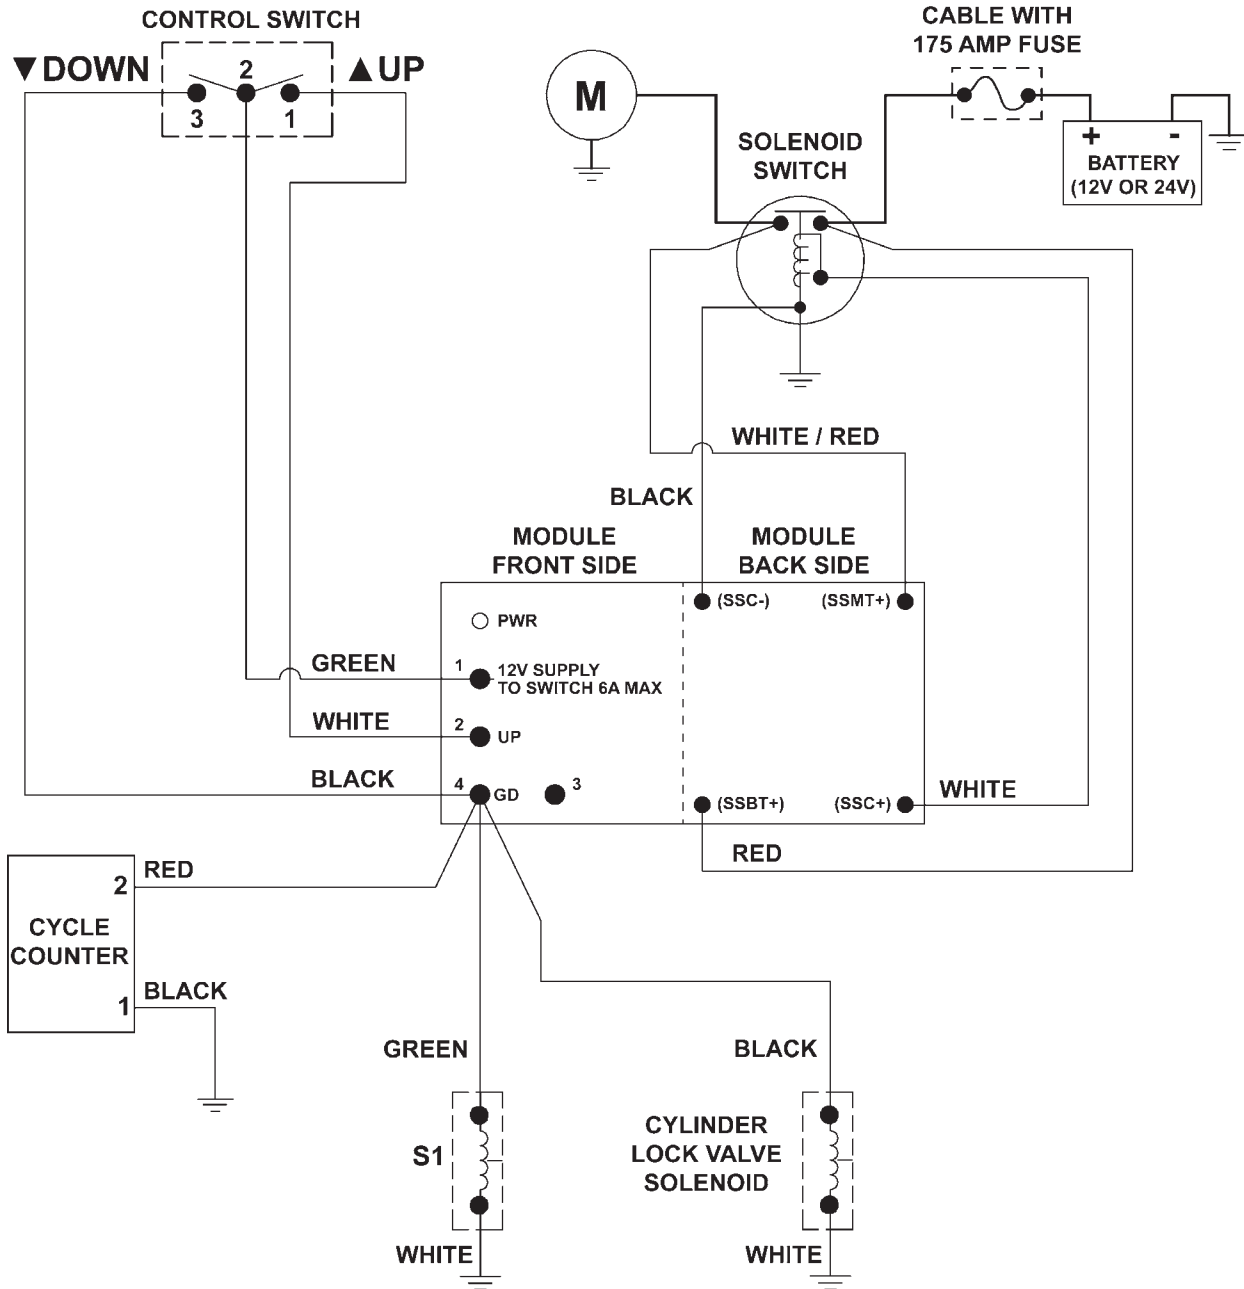 CONTROL SWITCH
▼DOWN
2
▲UP
3
1
M
CABLE WITH
175 AMP FUSE
SOLENOID
SWITCH
+
-
BATTERY
(12V OR 24V)
WHITE / RED
BLACK
MODULE
FRONT SIDE
MODULE
BACK SIDE
(SSC-)
(SSMT+)
PWR
GREEN
1
12V SUPPLY
TO SWITCH 6A MAX
WHITE
2
UP
BLACK
4
GD
3
(SSBT+)
(SSC+)
WHITE
RED
2
RED
CYCLE
COUNTER
1
BLACK
GREEN
BLACK
S1
CYLINDER
LOCK VALVE
SOLENOID
WHITE
WHITE